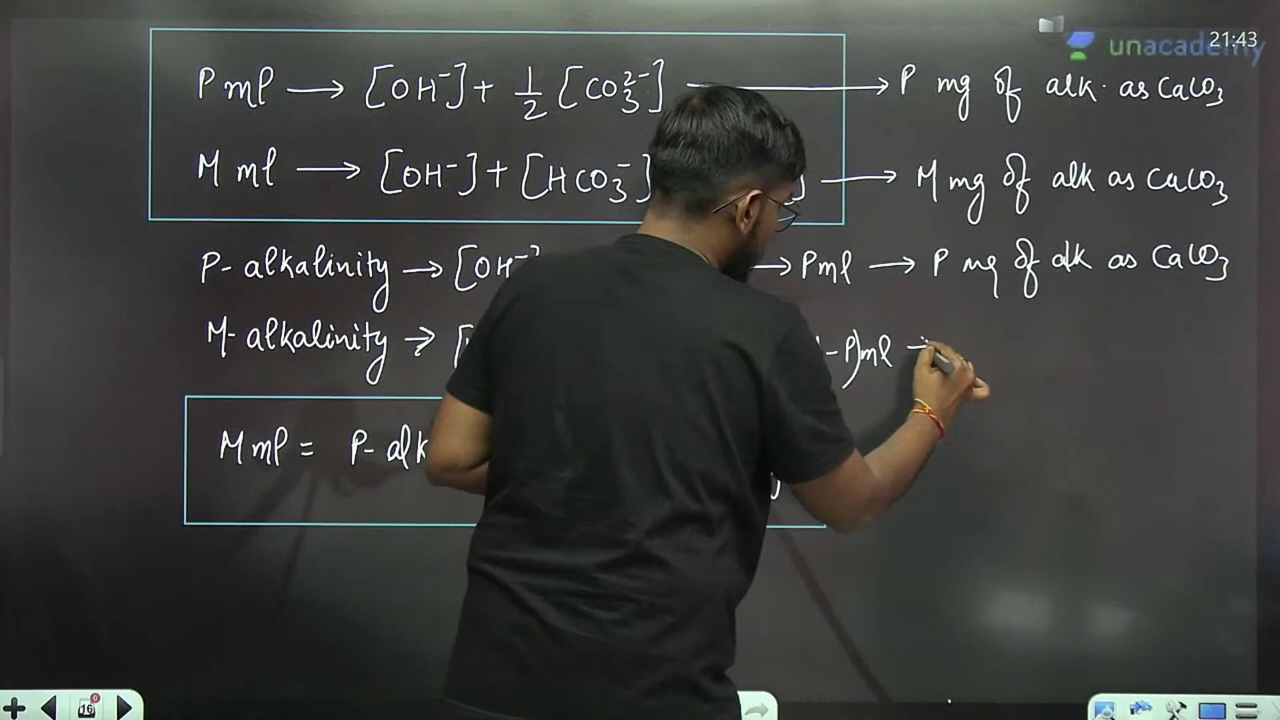 21:43
unacademy
P ml → [OH⁻] + 1/2 [CO₃²⁻] → P mg of alk. as CaCO₃
M ml → [OH⁻] + [HCO₃⁻] ] → M mg of alk as CaCO₃
P- alkalinity → [OH⁻] → P ml → P mg of alk as CaCO₃
M- alkalinity → [ - P) ml →
M ml = P- alk
16